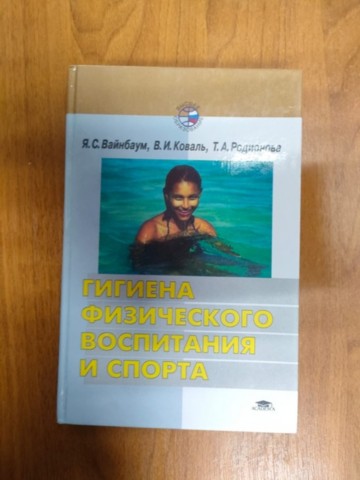 Я. С. Вайнбаум, В. И. Коваль, Т. А. Родионова
ГИГИЕНА
ФИЗИЧЕСКОГО
ВОСПИТАНИЯ
И СПОРТА